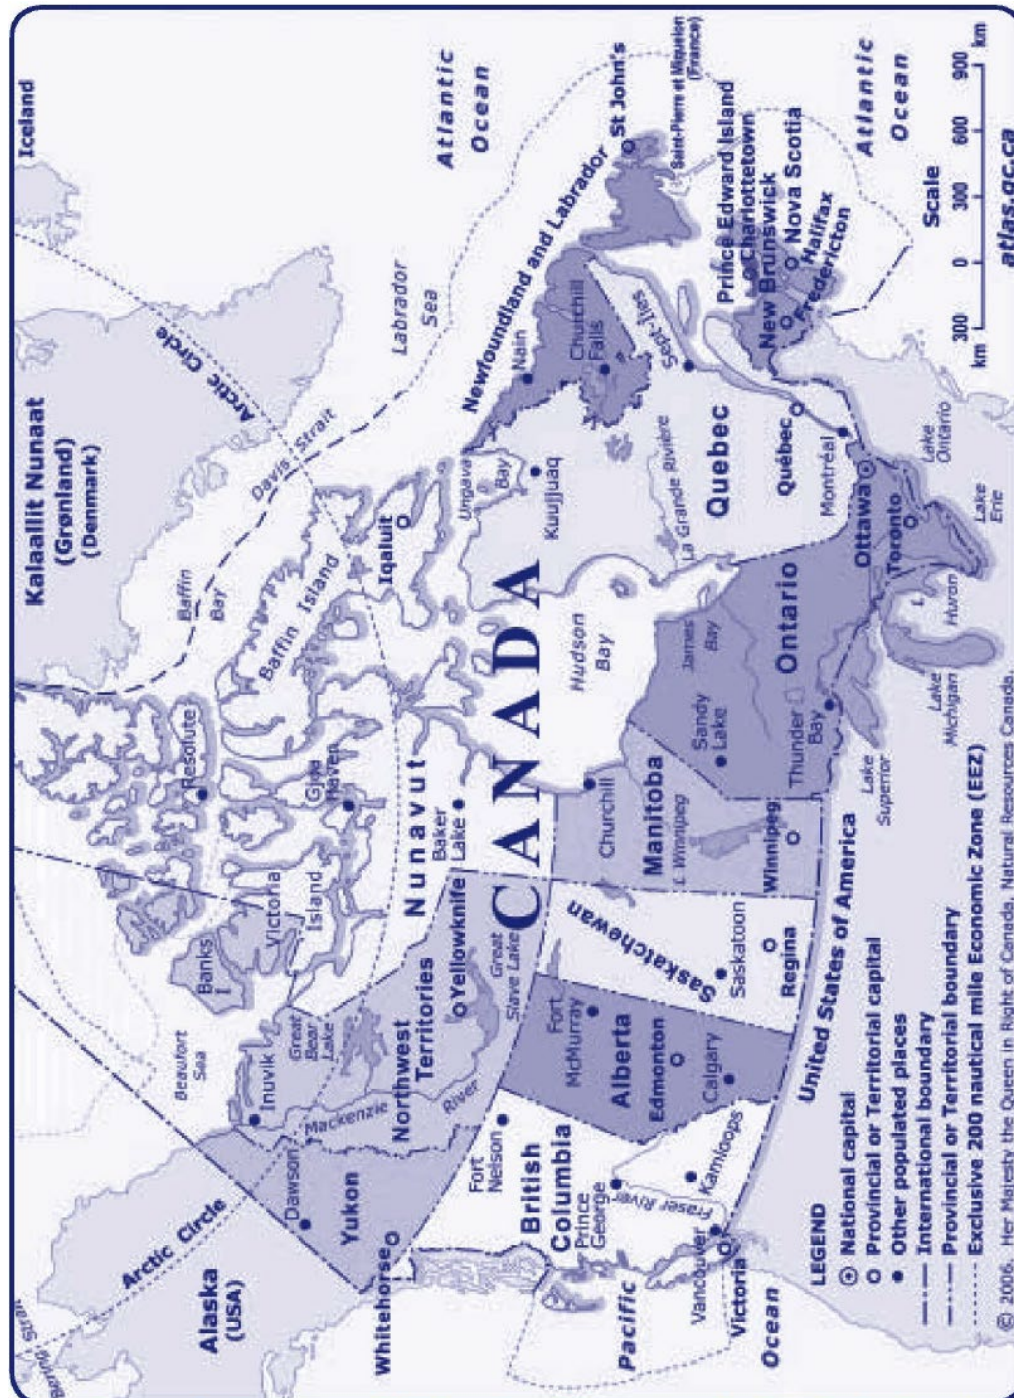 Iceland
Kalaallit Nunaat
(Grønland)
(Denmark)
Arctic Circle
Atlantic
Ocean
Davis Strait
Labrador
Sea
Baffin
Bay
Baffin Island
Iqaluit
Resolute
Gjoa
Haven
Victoria
Island
Banks
I
Beaufort
Sea
Arctic Circle
Alaska
(USA)
Inuvik
Great
Bear
Lake
Mackenzie
River
Dawson
Yukon
Whitehorse
Northwest
Territories
Yellowknife
Great
Slave Lake
Nunavut
Baker
Lake
CANADA
Ungava
Bay
Kuujjuaq
Hudson
Bay
Newfoundland and Labrador
Nain
Churchill
Falls
St John's
Saint-Pierre et Miquelon
(France)
Fort
Nelson
British
Columbia
Prince
George
Fraser River
Kamloops
Vancouver
Victoria
Pacific
Ocean
Fort
McMurray
Alberta
Edmonton
Calgary
Saskatchewan
Saskatoon
Regina
Churchill
Manitoba
L. Winnipeg
Winnipeg
James
Bay
Sandy
Lake
Ontario
Thunder
Bay
La Grande Rivière
Sept-Îles
Quebec
Québec
Montréal
Ottawa
Toronto
Prince Edward Island
Charlottetown
New Brunswick
Nova Scotia
Halifax
Fredericton
Atlantic
Ocean
Lake
Superior
Lake
Michigan
L.
Huron
Lake
Erie
Lake
Ontario
United States of America
LEGEND
National capital
Provincial or Territorial capital
Other populated places
International boundary
Provincial or Territorial boundary
Exclusive 200 nautical mile Economic Zone (EEZ)
Scale
300 0 300 600 900
km km
© 2006. Her Majesty the Queen in Right of Canada, Natural Resources Canada.
atlas.gc.ca